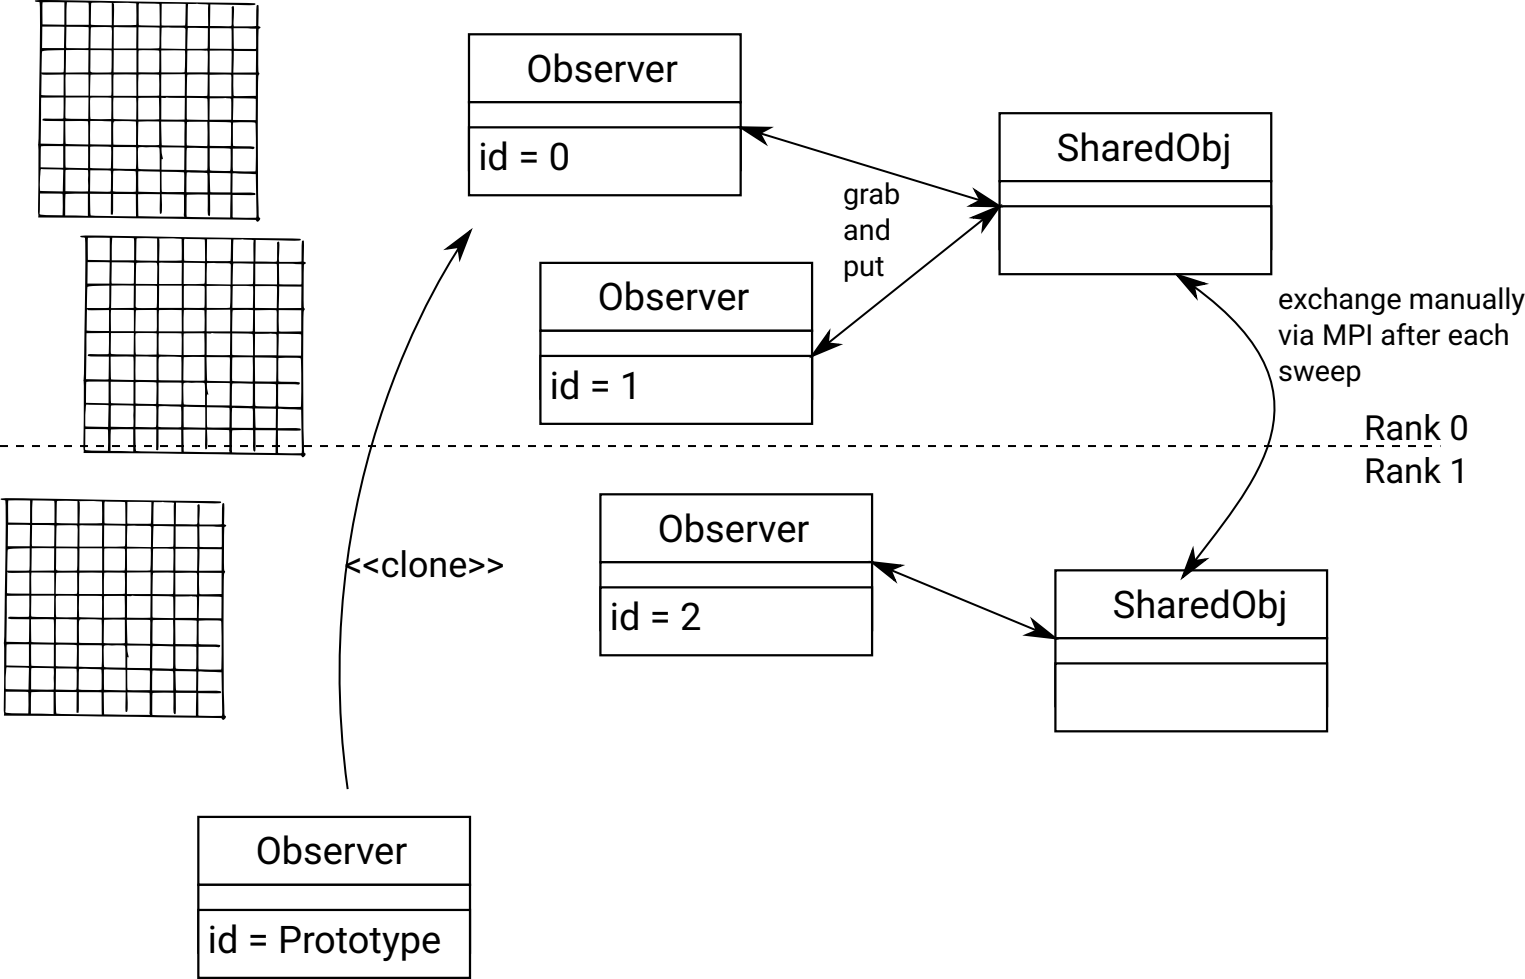 Observer
id = 0
SharedObj
grab
and
put
Observer
id = 1
exchange manually
via MPI after each
sweep
Rank 0
Rank 1
Observer
id = 2
<<clone>>
SharedObj
Observer
id = Prototype